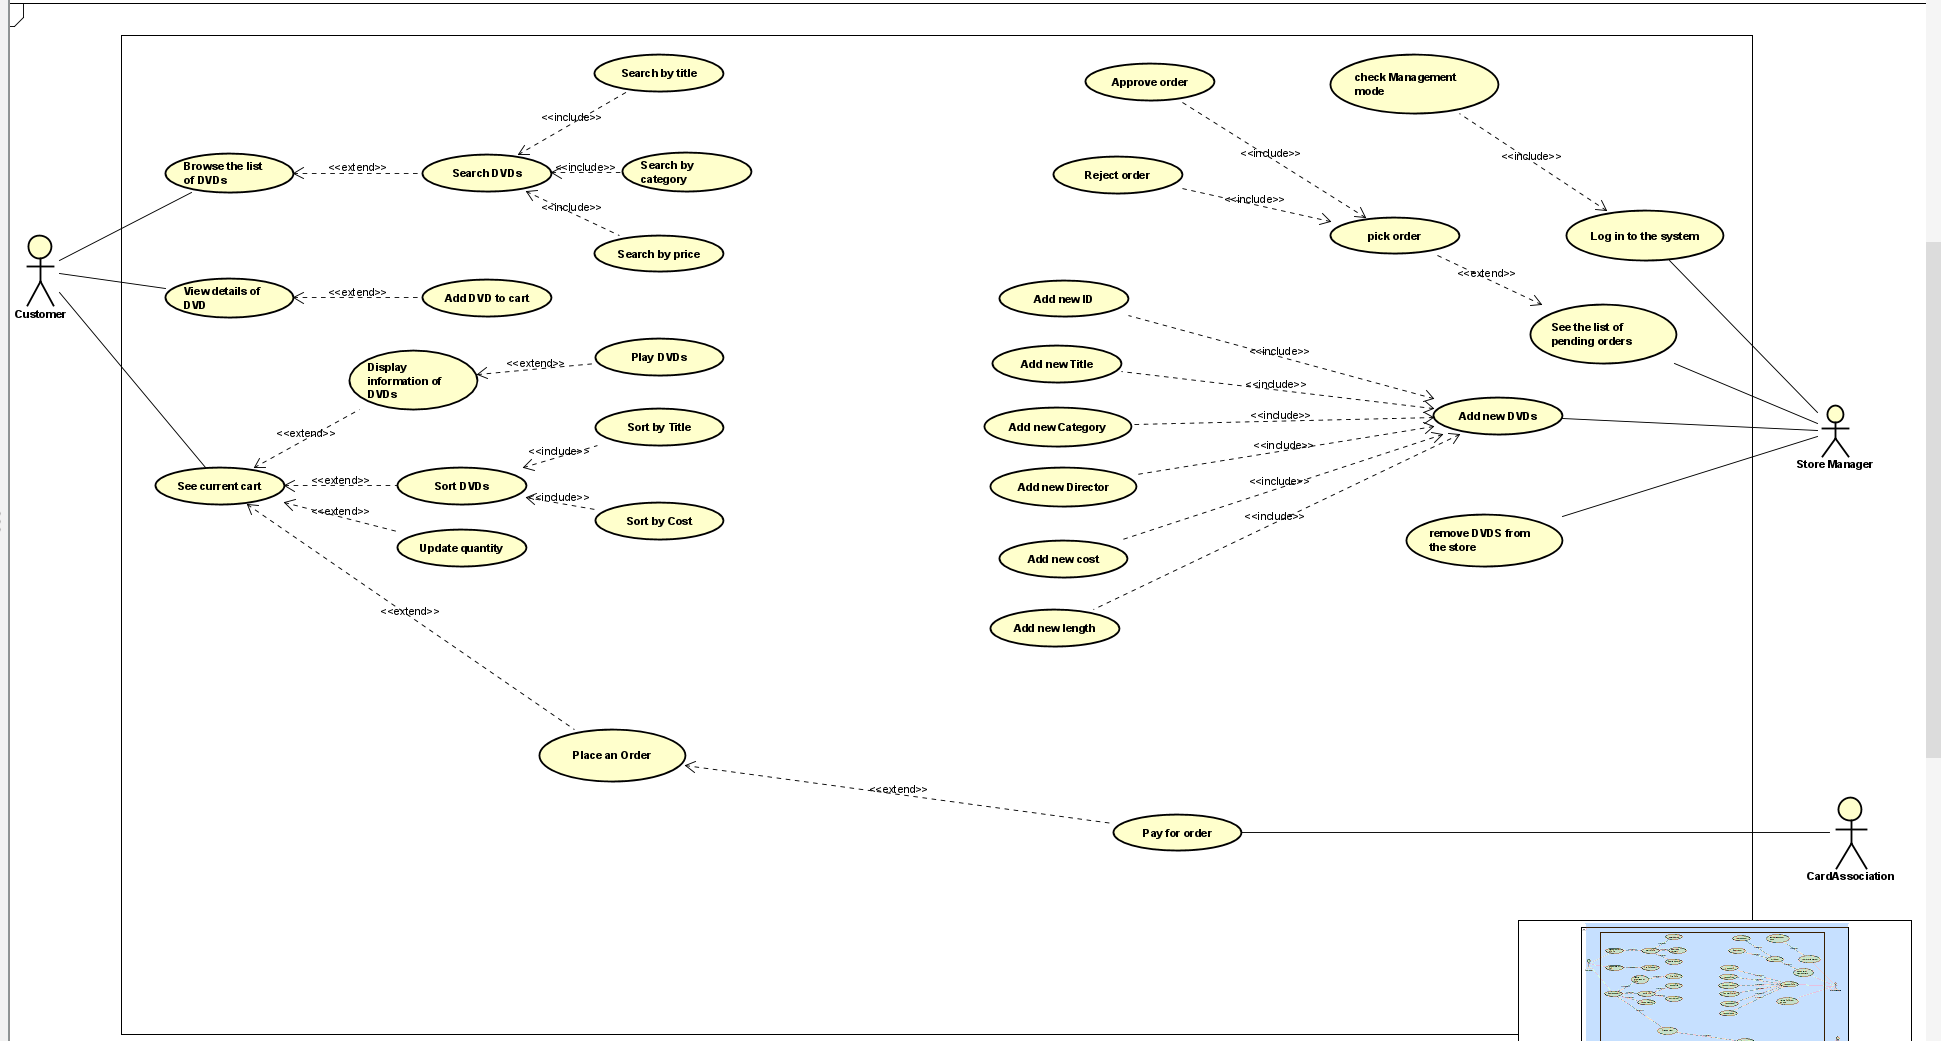 Search by title
<<include>>
Browse the list
of DVDs
<<extend>>
Search DVDs
<<include>>
Search by
category
<<include>>
Search by price
Customer
View details of
DVD
<<extend>>
Add DVD to cart
Display
information of
DVDs
<<extend>>
Play DVDs
<<extend>>
Sort by Title
<<include>>
See current cart
<<extend>>
Sort DVDs
<<include>>
Sort by Cost
<<extend>>
Update quantity
<<extend>>
Place an Order
<<extend>>
Pay for order
Approve order
<<include>>
check Management
mode
<<include>>
Reject order
<<include>>
pick order
Log in to the system
<<extend>>
See the list of
pending orders
Add new ID
<<include>>
Add new Title
<<include>>
Add new Category
<<include>>
Add new DVDs
<<include>>
Add new Director
<<include>>
Add new cost
<<include>>
Add new length
remove DVDS from
the store
Store Manager
CardAssociation